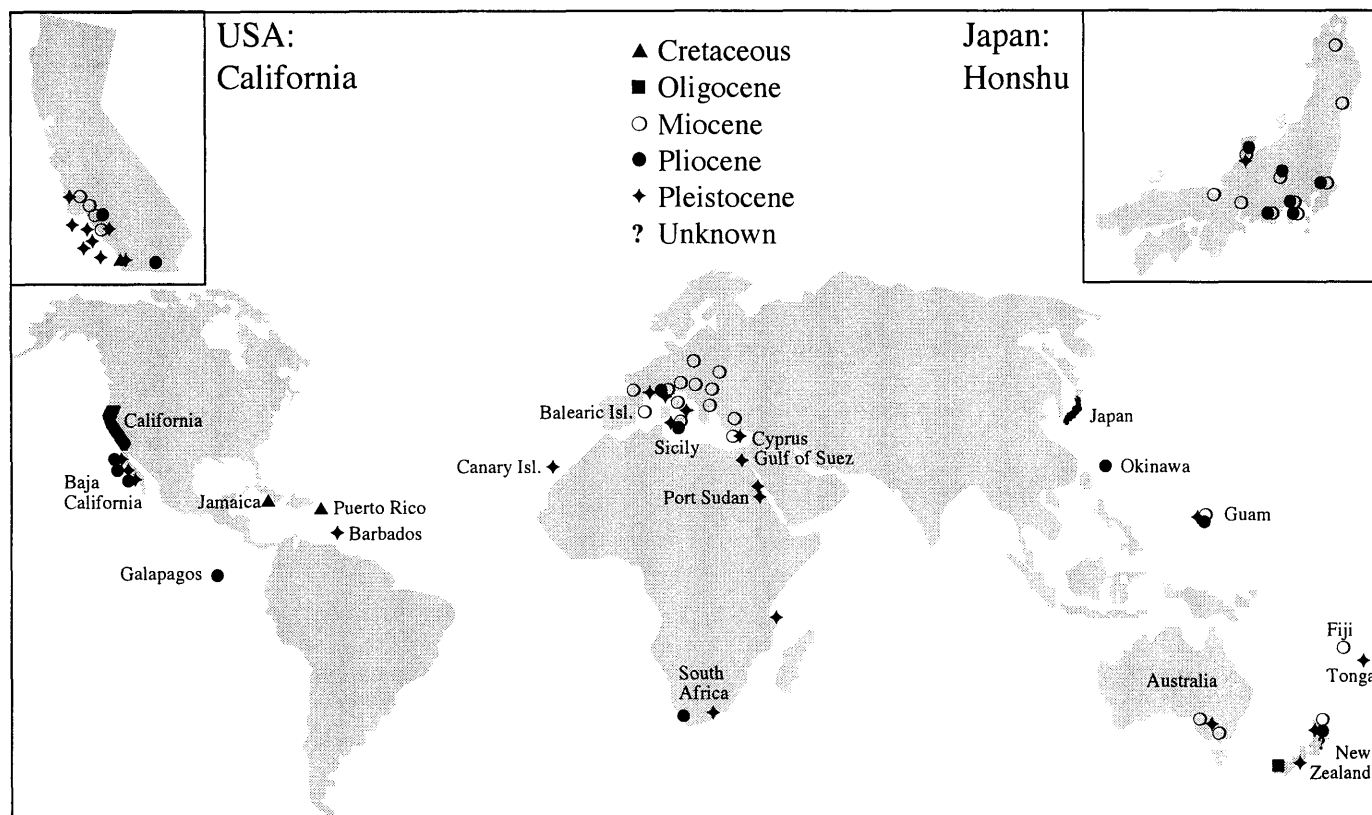 USA:
California
Cretaceous
Oligocene
Miocene
Pliocene
Pleistocene
? Unknown
Japan:
Honshu
California
Baja
California
Jamaica
Puerto Rico
Barbados
Galapagos
Balearic Isl.
Sicily
Canary Isl.
Cyprus
Gulf of Suez
Port Sudan
South
Africa
Japan
Okinawa
Guam
Fiji
Tonga
Australia
?
New
Zealand